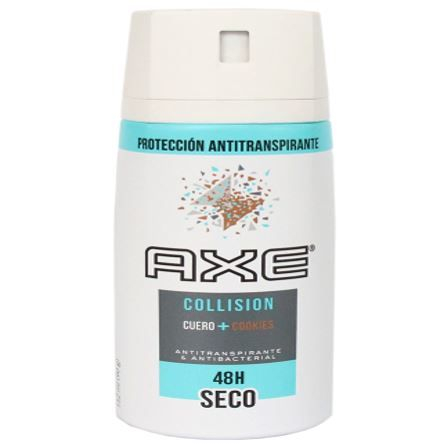 PROTECCIÓN ANTITRANSPIRANTE
AXE®
COLLISION
CUERO + COOKIES
ANTITRANSPIRANTE
& ANTIBACTERIAL
48H
SECO